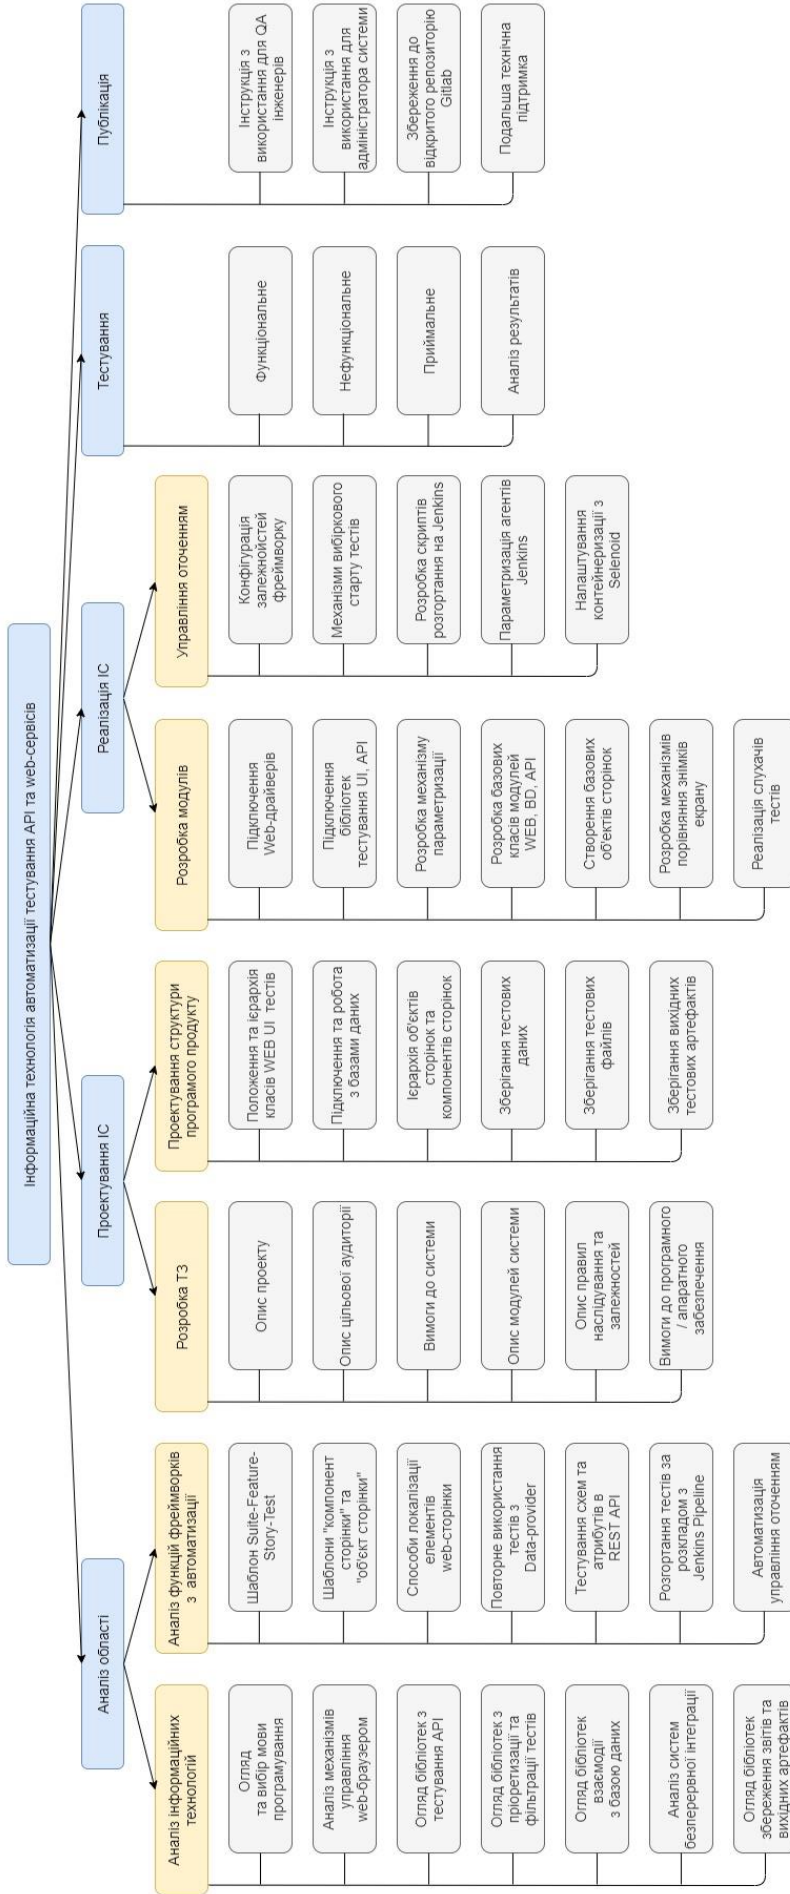 Інформаційна технологія автоматизації тестування API та web-сервісів
Аналіз області
Проектування ІС
Реалізація ІС
Тестування
Публікація
Аналіз інформаційних
технологій
Огляд
та вибір мови
програмування
Аналіз механізмів
управління
web-браузером
Огляд бібліотек з
тестування API
Огляд бібліотек з
пріоретизації та
фільтрації тестів
Огляд бібліотек
взаємодії
з базою даних
Аналіз систем
безперервної інтеграції
Огляд бібліотек
збереження звітів та
вихідних артефактів
Аналіз функцій фреймворків
з автоматизації
Шаблон Suite-Feature-
Story-Test
Шаблони "компонент
сторінки" та
"об'єкт сторінки"
Способи локалізації
елементів
web-сторінки
Повторне використання
тестів з
Data-provider
Тестування схем та
атрибутів в
REST API
Розгортання тестів за
розкладом з
Jenkins Pipeline
Автоматизація
управління оточенням
Розробка ТЗ
Опис проекту
Опис цільової аудиторії
Вимоги до системи
Опис модулей системи
Опис правил
наслідування та
залежностей
Вимоги до програмного
/ апаратного
забезпечення
Проектування структури
програмого продукту
Положення та ієрархія
класів WEB UI тестів
Підключення та робота
з базами даних
Ієрархія об'єктів
сторінок та
компонентів сторінок
Зберігання тестових
даних
Зберігання тестових
файлів
Зберігання вихідних
тестових артефактів
Розробка модулів
Підключення
Web-драйверів
Підключення
бібліотек
тестування UI, API
Розробка механізму
параметризації
Розробка базових
класів модулей
WEB, BD, API
Створення базових
об'єктів сторінок
Розробка механізмів
порівняння знімків
екрану
Реалізація слухачів
тестів
Управління оточенням
Конфігурація
залежнойстей
фреймворку
Механізми вибіркового
старту тестів
Розробка скриптів
розгортання на Jenkins
Параметризація агентів
Jenkins
Налаштування
контейнеризації з
Selenoid
Функціональне
Нефункціональне
Приймальне
Аналіз результатів
Інструкція з
використання для QA
інженерів
Інструкція з
використання для
адміністратора системи
Збереження до
відкритого репозиторію
Gitlab
Подальша технічна
підтримка